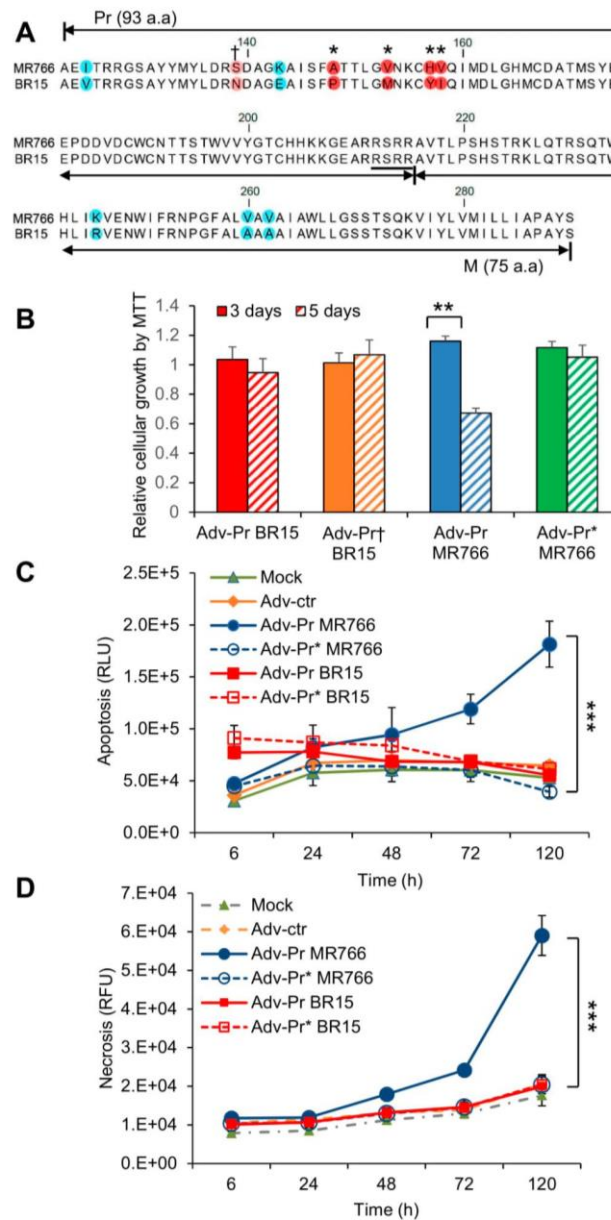 A
Pr (93 a.a)
140 160
† * * **
MR766 AEITRRGSAYYMYLDRSDAGKAISFATTLGVNKCHVQIMDLGHMCDATMSYL
BR15 AEVTRRGSAYYMYLDRNDAGEAISFPTTLGMNKCYIQIMDLGHMCDATMSYL
200 220
MR766 EPDDVDCWCNTTSTWVVYGTCHHKKGEARRSRRAVTLPSHSTRKLQTRSQTW
BR15 EPDDVDCWCNTTSTWVVYGTCHHKKGEARRSRRAVTLPSHSTRKLQTRSQTW
260 280
MR766 HLIKVENWIFRNPGFALVAVAIAWLLGSSTSQKVIYLVMILLIAPAYS
BR15 HLIRVENWIFRNPGFALAAAAIAWLLGSSTSQKVIYLVMILLIAPAYS
M (75 a.a)
B
Relative cellular growth by MTT
1.4
1.2
1
0.8
0.6
0.4
0.2
0
3 days 5 days
**
Adv-Pr BR15 Adv-Pr† BR15 Adv-Pr MR766 Adv-Pr* MR766
C
Apoptosis (RLU)
2.5E+5
2.0E+5
1.5E+5
1.0E+5
5.0E+4
0.0E+0
Mock
Adv-ctr
Adv-Pr MR766
Adv-Pr* MR766
Adv-Pr BR15
Adv-Pr* BR15
***
6 24 48 72 120
Time (h)
D
Necrosis (RFU)
7.E+04
6.E+04
5.E+04
4.E+04
3.E+04
2.E+04
1.E+04
0.E+00
Mock
Adv-ctr
Adv-Pr MR766
Adv-Pr* MR766
Adv-Pr BR15
Adv-Pr* BR15
***
6 24 48 72 120
Time (h)